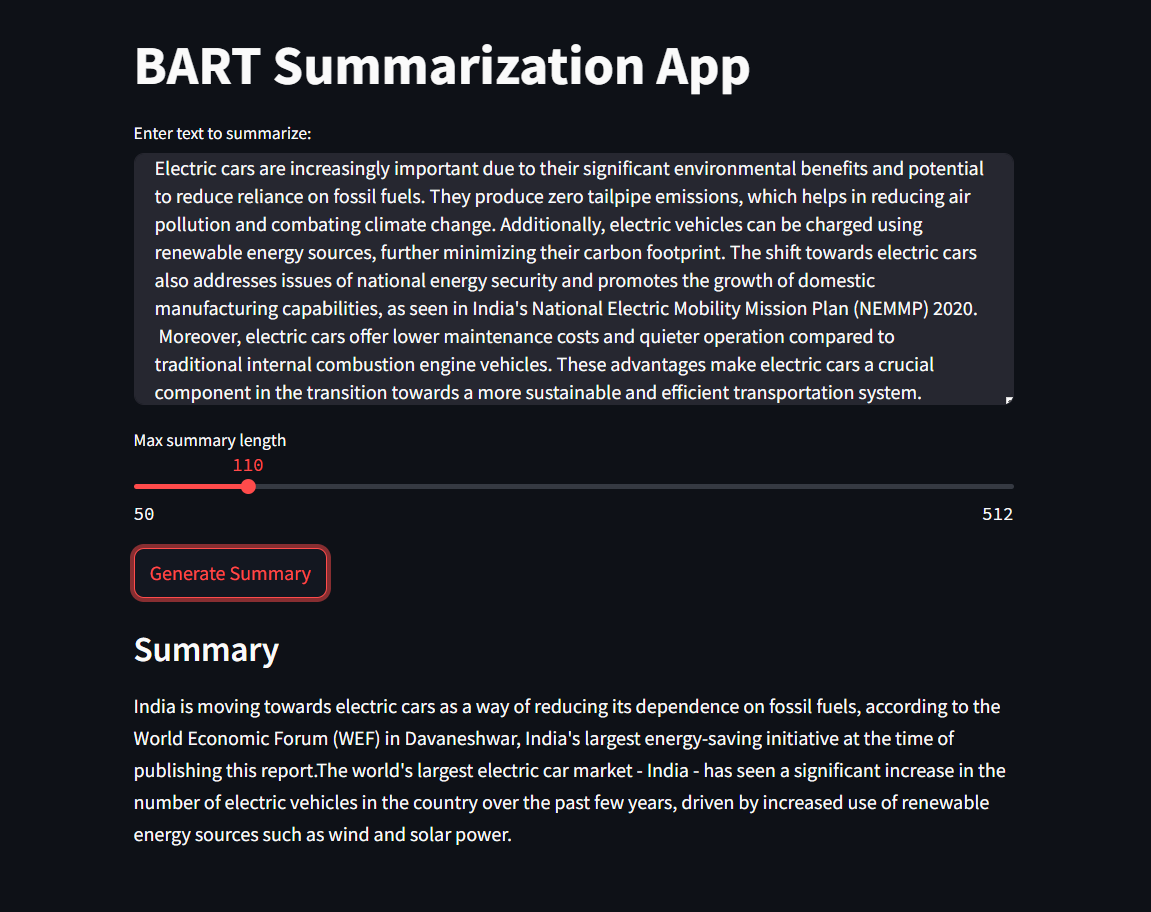 BART Summarization App
Enter text to summarize:
Electric cars are increasingly important due to their significant environmental benefits and potential
to reduce reliance on fossil fuels. They produce zero tailpipe emissions, which helps in reducing air
pollution and combating climate change. Additionally, electric vehicles can be charged using
renewable energy sources, further minimizing their carbon footprint. The shift towards electric cars
also addresses issues of national energy security and promotes the growth of domestic
manufacturing capabilities, as seen in India's National Electric Mobility Mission Plan (NEMMP) 2020.
Moreover, electric cars offer lower maintenance costs and quieter operation compared to
traditional internal combustion engine vehicles. These advantages make electric cars a crucial
component in the transition towards a more sustainable and efficient transportation system.
Max summary length
110
50 512
Generate Summary
Summary
India is moving towards electric cars as a way of reducing its dependence on fossil fuels, according to the
World Economic Forum (WEF) in Davaneshwar, India's largest energy-saving initiative at the time of
publishing this report.The world's largest electric car market - India - has seen a significant increase in the
number of electric vehicles in the country over the past few years, driven by increased use of renewable
energy sources such as wind and solar power.